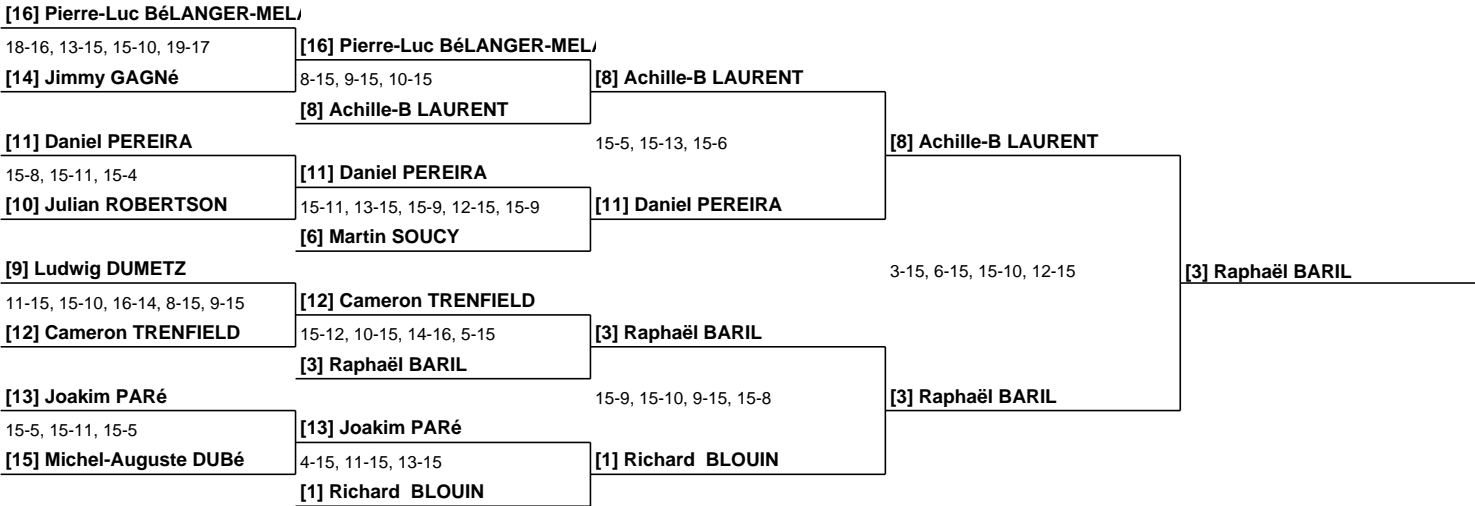 [16] Pierre-Luc BéLANGER-MEL
18-16, 13-15, 15-10, 19-17
[14] Jimmy GAGNé
[11] Daniel PEREIRA
15-8, 15-11, 15-4
[10] Julian ROBERTSON
[9] Ludwig DUMETZ
11-15, 15-10, 16-14, 8-15, 9-15
[12] Cameron TRENFIELD
[13] Joakim PARé
15-5, 15-11, 15-5
[15] Michel-Auguste DUBé
[16] Pierre-Luc BéLANGER-MEL
8-15, 9-15, 10-15
[8] Achille-B LAURENT
[11] Daniel PEREIRA
15-11, 13-15, 15-9, 12-15, 15-9
[6] Martin SOUCY
[12] Cameron TRENFIELD
15-12, 10-15, 14-16, 5-15
[3] Raphaël BARIL
[13] Joakim PARé
4-15, 11-15, 13-15
[1] Richard  BLOUIN
[8] Achille-B LAURENT
15-5, 15-13, 15-6
[11] Daniel PEREIRA
[3] Raphaël BARIL
15-9, 15-10, 9-15, 15-8
[1] Richard  BLOUIN
[8] Achille-B LAURENT
3-15, 6-15, 15-10, 12-15
[3] Raphaël BARIL
[3] Raphaël BARIL